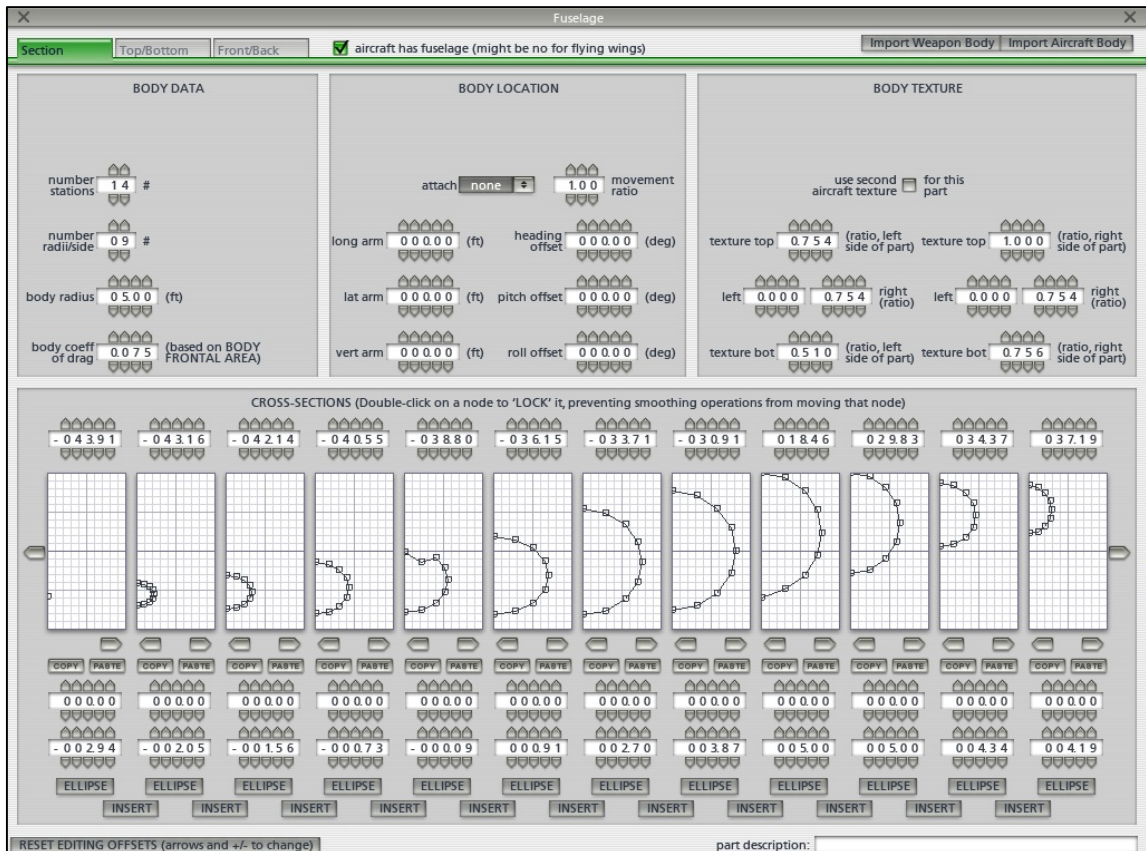 Fuselage
Section Top/Bottom Front/Back aircraft has fuselage (might be no for flying wings) Import Weapon Body Import Aircraft Body
BODY DATA
number stations 14 #
number radii/side 09 #
body radius 05.00 (ft)
body coeff of drag 0.075 (based on BODY FRONTAL AREA)
BODY LOCATION
attach none 1.00 movement ratio
long arm 000.00 (ft) heading offset 000.00 (deg)
lat arm 000.00 (ft) pitch offset 000.00 (deg)
vert arm 000.00 (ft) roll offset 000.00 (deg)
BODY TEXTURE
use second aircraft texture for this part
texture top 0.754 (ratio, left side of part) texture top 1.000 (ratio, right side of part)
left 0.000 0.754 right (ratio) left 0.000 0.754 right (ratio)
texture bot 0.510 (ratio, left side of part) texture bot 0.756 (ratio, right side of part)
CROSS-SECTIONS (Double-click on a node to 'LOCK' it, preventing smoothing operations from moving that node)
-043.91 -043.16 -042.14 -040.55 -038.80 -036.15 -033.71 -030.91 018.46 029.83 034.37 037.19
COPY PASTE COPY PASTE COPY PASTE COPY PASTE COPY PASTE COPY PASTE COPY PASTE COPY PASTE COPY PASTE COPY PASTE COPY PASTE COPY PASTE
000.00 000.00 000.00 000.00 000.00 000.00 000.00 000.00 000.00 000.00 000.00 000.00
-002.94 -002.05 -001.56 -000.73 -000.09 000.91 002.70 003.87 005.00 005.00 004.34 004.19
ELLIPSE ELLIPSE ELLIPSE ELLIPSE ELLIPSE ELLIPSE ELLIPSE ELLIPSE ELLIPSE ELLIPSE ELLIPSE ELLIPSE
INSERT INSERT INSERT INSERT INSERT INSERT INSERT INSERT INSERT INSERT INSERT
RESET EDITING OFFSETS (arrows and +/- to change) part description: